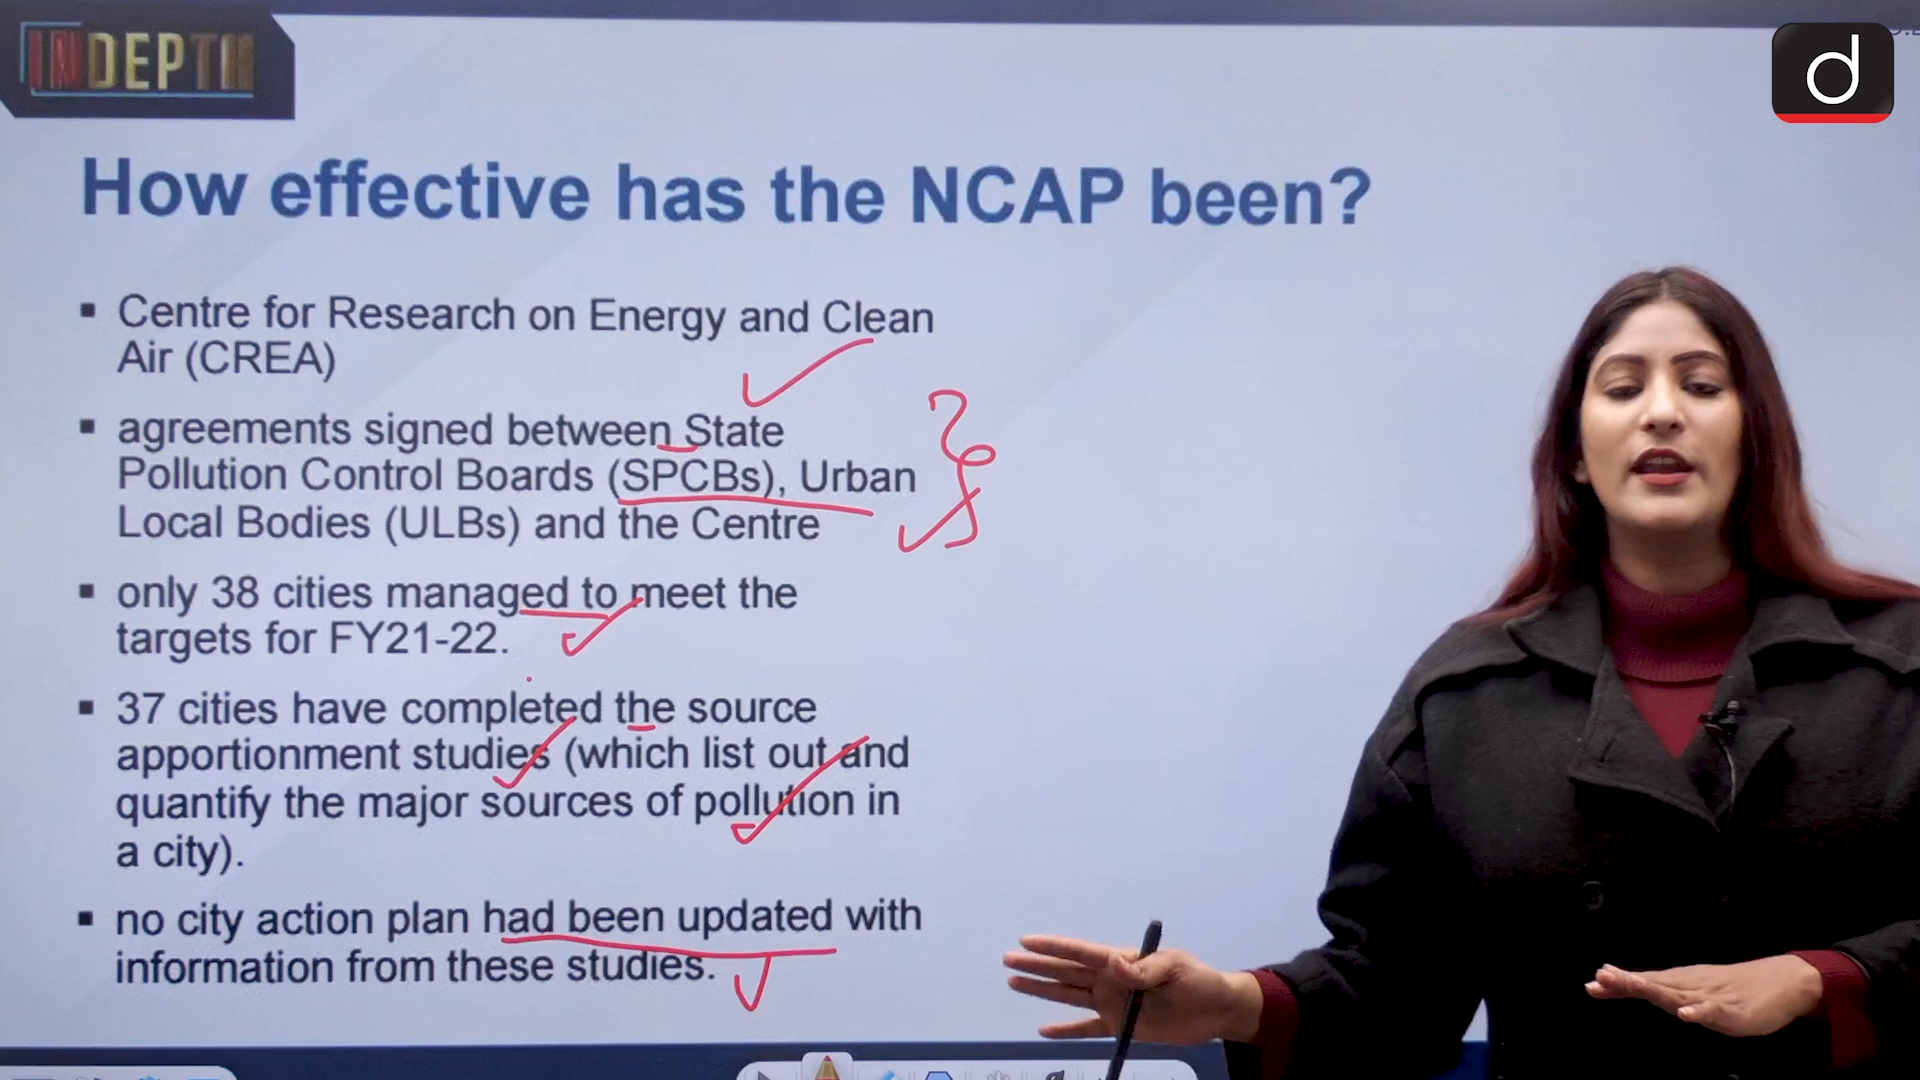 INDEPTH
d
How effective has the NCAP been?
▪ Centre for Research on Energy and Clean
Air (CREA)
▪ agreements signed between State
Pollution Control Boards (SPCBs), Urban
Local Bodies (ULBs) and the Centre
▪ only 38 cities managed to meet the
targets for FY21-22.
▪ 37 cities have completed the source
apportionment studies (which list out and
quantify the major sources of pollution in
a city).
▪ no city action plan had been updated with
information from these studies.